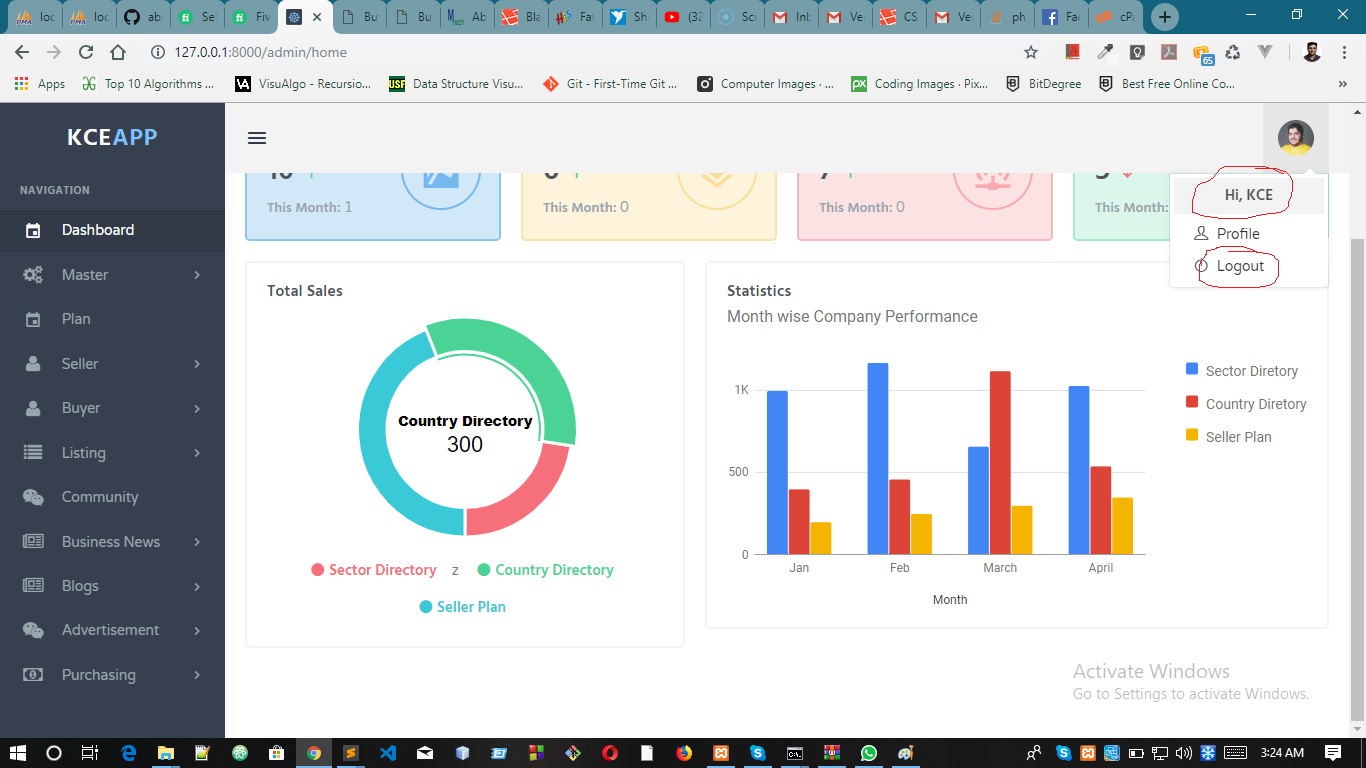 loc
loc
ab
Se
Fiv
Bu
Bu
Ab
Bla
Fav
Sh
(32
Sc
Inb
Ve
CS
Ve
ph
Fac
cPa
127.0.0.1:8000/admin/home
65
Apps
Top 10 Algorithms ...
VisuAlgo - Recursio...
Data Structure Visu...
Git - First-Time Git ...
Computer Images · ...
Coding Images · Pix...
BitDegree
Best Free Online Co...
»
KCEAPP
NAVIGATION
Dashboard
Master
Plan
Seller
Buyer
Listing
Community
Business News
Blogs
Advertisement
Purchasing
This Month: 1
This Month: 0
This Month: 0
This Month:
Hi, KCE
Profile
Logout
Total Sales
Country Directory
300
Sector Directory z Country Directory
Seller Plan
Statistics
Month wise Company Performance
1K
500
0
Jan Feb March April
Month
Sector Diretory
Country Diretory
Seller Plan
Activate Windows
Go to Settings to activate Windows.
3:24 AM